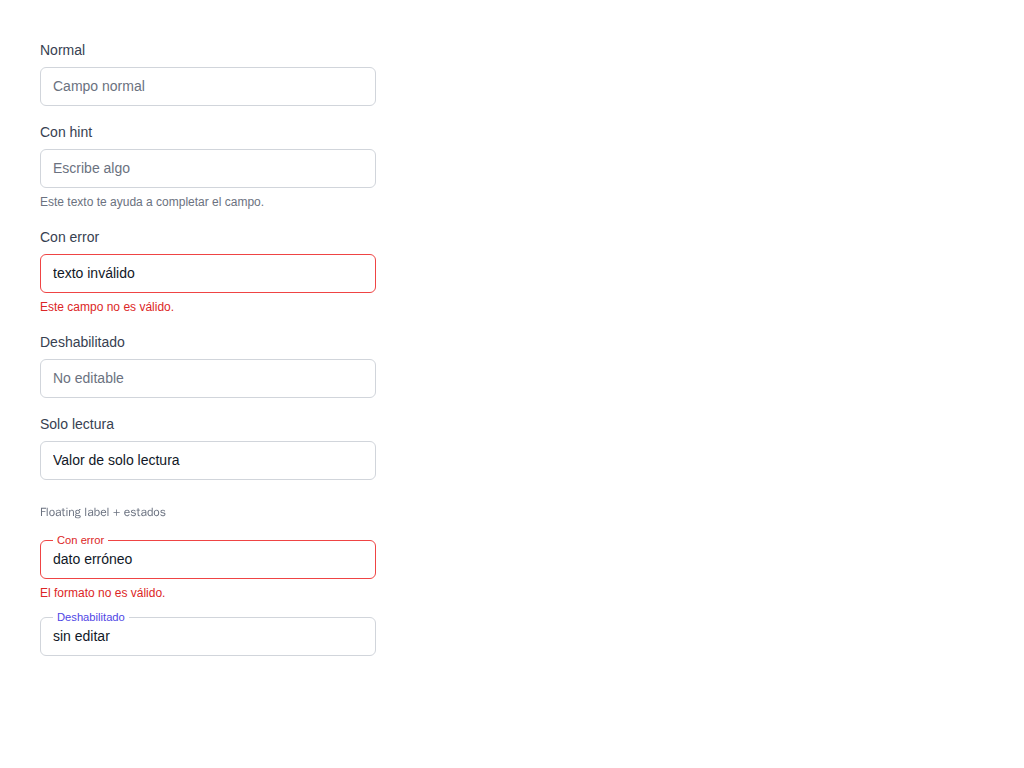 Normal
Campo normal
Con hint
Escribe algo
Este texto te ayuda a completar el campo.
Con error
texto inválido
Este campo no es válido.
Deshabilitado
No editable
Solo lectura
Valor de solo lectura
Floating label + estados
Con error
dato erróneo
El formato no es válido.
Deshabilitado
sin editar